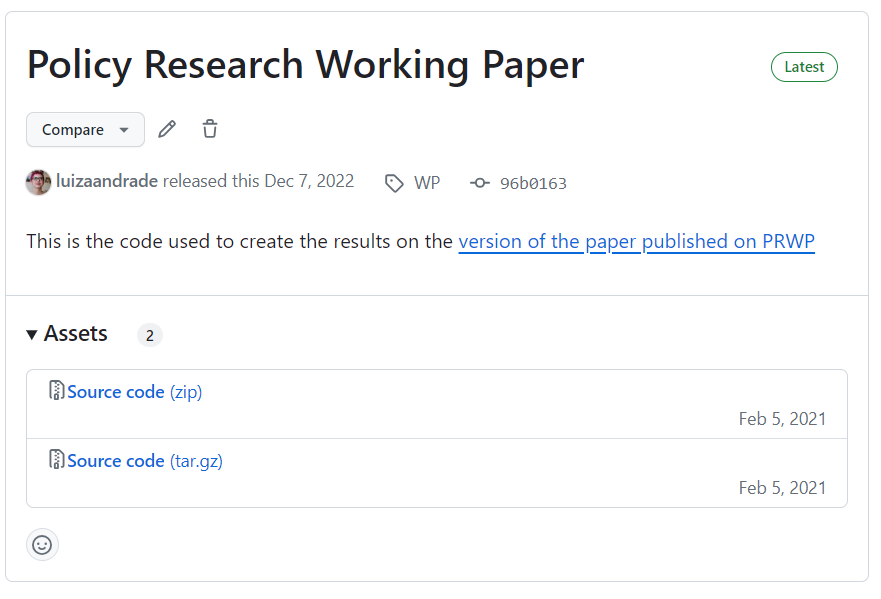 Policy Research Working Paper
Latest
Compare
luizaandrade released this Dec 7, 2022 WP 96b0163
This is the code used to create the results on the version of the paper published on PRWP
Assets 2
Source code (zip)
Feb 5, 2021
Source code (tar.gz)
Feb 5, 2021